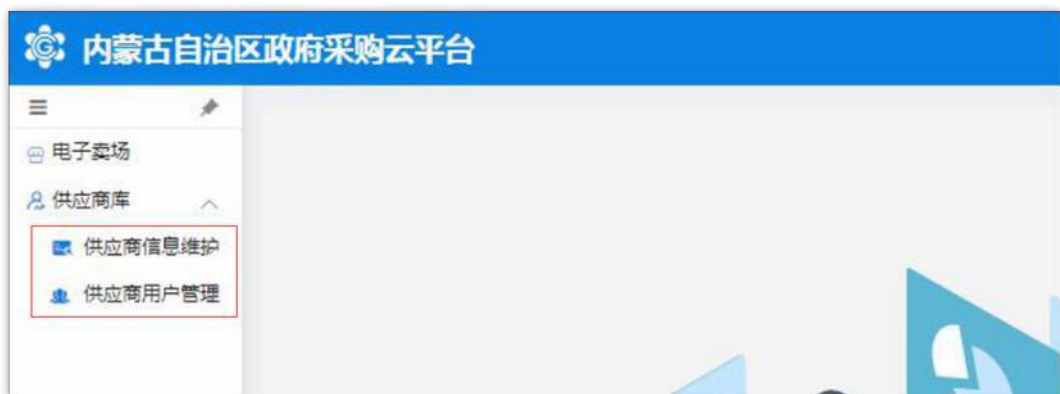 内蒙古自治区政府采购云平台
电子卖场
供应商库
供应商信息维护
供应商用户管理